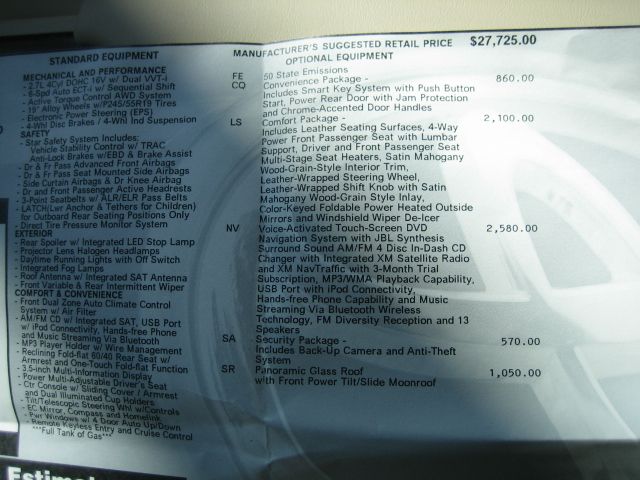 STANDARD EQUIPMENT
MECHANICAL AND PERFORMANCE
- 2.7L 4Cyl DOHC 16V w/ Dual VVT-i
- 6-Spd Auto ECT-i w/ Sequential Shift
- Active Torque Control AWD System
- 19" Alloy Wheels w/P245/55R19 Tires
- Electronic Power Steering (EPS)
- 4-Whl Disc Brakes / 4-Whl Ind Suspension
SAFETY
- Star Safety System Includes:
Vehicle Stability Control w/ TRAC
Anti-Lock Brakes w/EBD & Brake Assist
- Dr & Fr Pass Advanced Front Airbags
- Dr & Fr Pass Seat Mounted Side Airbags
- Side Curtain Airbags & Dr Knee Airbag
- Dr and Front Passenger Active Headrests
- 3-Point Seatbelts w/ ALR/ELR Pass Belts
- LATCH(Lwr Anchor & Tethers for Children)
for Outboard Rear Seating Positions Only
- Direct Tire Pressure Monitor System
EXTERIOR
- Rear Spoiler w/ Integrated LED Stop Lamp
- Projector Lens Halogen Headlamps
- Daytime Running Lights with Off Switch
- Integrated Fog Lamps
- Roof Antenna w/ Integrated SAT Antenna
- Front Variable & Rear Intermittent Wiper
COMFORT & CONVENIENCE
- Front Dual Zone Auto Climate Control
System w/ Air Filter
- AM/FM CD w/ Integrated SAT, USB Port
w/ iPod Connectivity, Hands-free Phone
and Music Streaming Via Bluetooth
- MP3 Player Holder w/ Wire Management
- Reclining Fold-flat 60/40 Rear Seat w/
Armrest and One-Touch Fold-flat Function
- 3.5-inch Multi-Information Display
- Power Multi-Adjustable Driver's Seat
- Ctr Console w/ Sliding Cover / Armrest
and Dual Illuminated Cup Holders
- Tilt/Telescopic Steering Whl w/Controls
- EC Mirror, Compass and Homelink
- Pwr Windows w/ 4 Door Auto Up/Down
- Remote Keyless Entry and Cruise Control
***Full Tank of Gas***
MANUFACTURER'S SUGGESTED RETAIL PRICE $27,725.00
OPTIONAL EQUIPMENT
FE 50 State Emissions
CQ Convenience Package - 860.00
Includes Smart Key System with Push Button
Start, Power Rear Door with Jam Protection
and Chrome-Accented Door Handles
LS Comfort Package - 2,100.00
Includes Leather Seating Surfaces, 4-Way
Power Front Passenger Seat with Lumbar
Support, Driver and Front Passenger Seat
Multi-Stage Seat Heaters, Satin Mahogany
Wood-Grain-Style Interior Trim,
Leather-Wrapped Steering Wheel,
Leather-Wrapped Shift Knob with Satin
Mahogany Wood-Grain Style Inlay,
Color-Keyed Foldable Power Heated Outside
Mirrors and Windshield Wiper De-Icer
NV Voice-Activated Touch-Screen DVD 2,580.00
Navigation System with JBL Synthesis
Surround Sound AM/FM 4 Disc In-Dash CD
Changer with Integrated XM Satellite Radio
and XM NavTraffic with 3-Month Trial
Subscription, MP3/WMA Playback Capability,
USB Port with iPod Connectivity,
Hands-free Phone Capability and Music
Streaming Via Bluetooth Wireless
Technology, FM Diversity Reception and 13
Speakers
SA Security Package - 570.00
Includes Back-Up Camera and Anti-Theft
System
SR Panoramic Glass Roof 1,050.00
with Front Power Tilt/Slide Moonroof